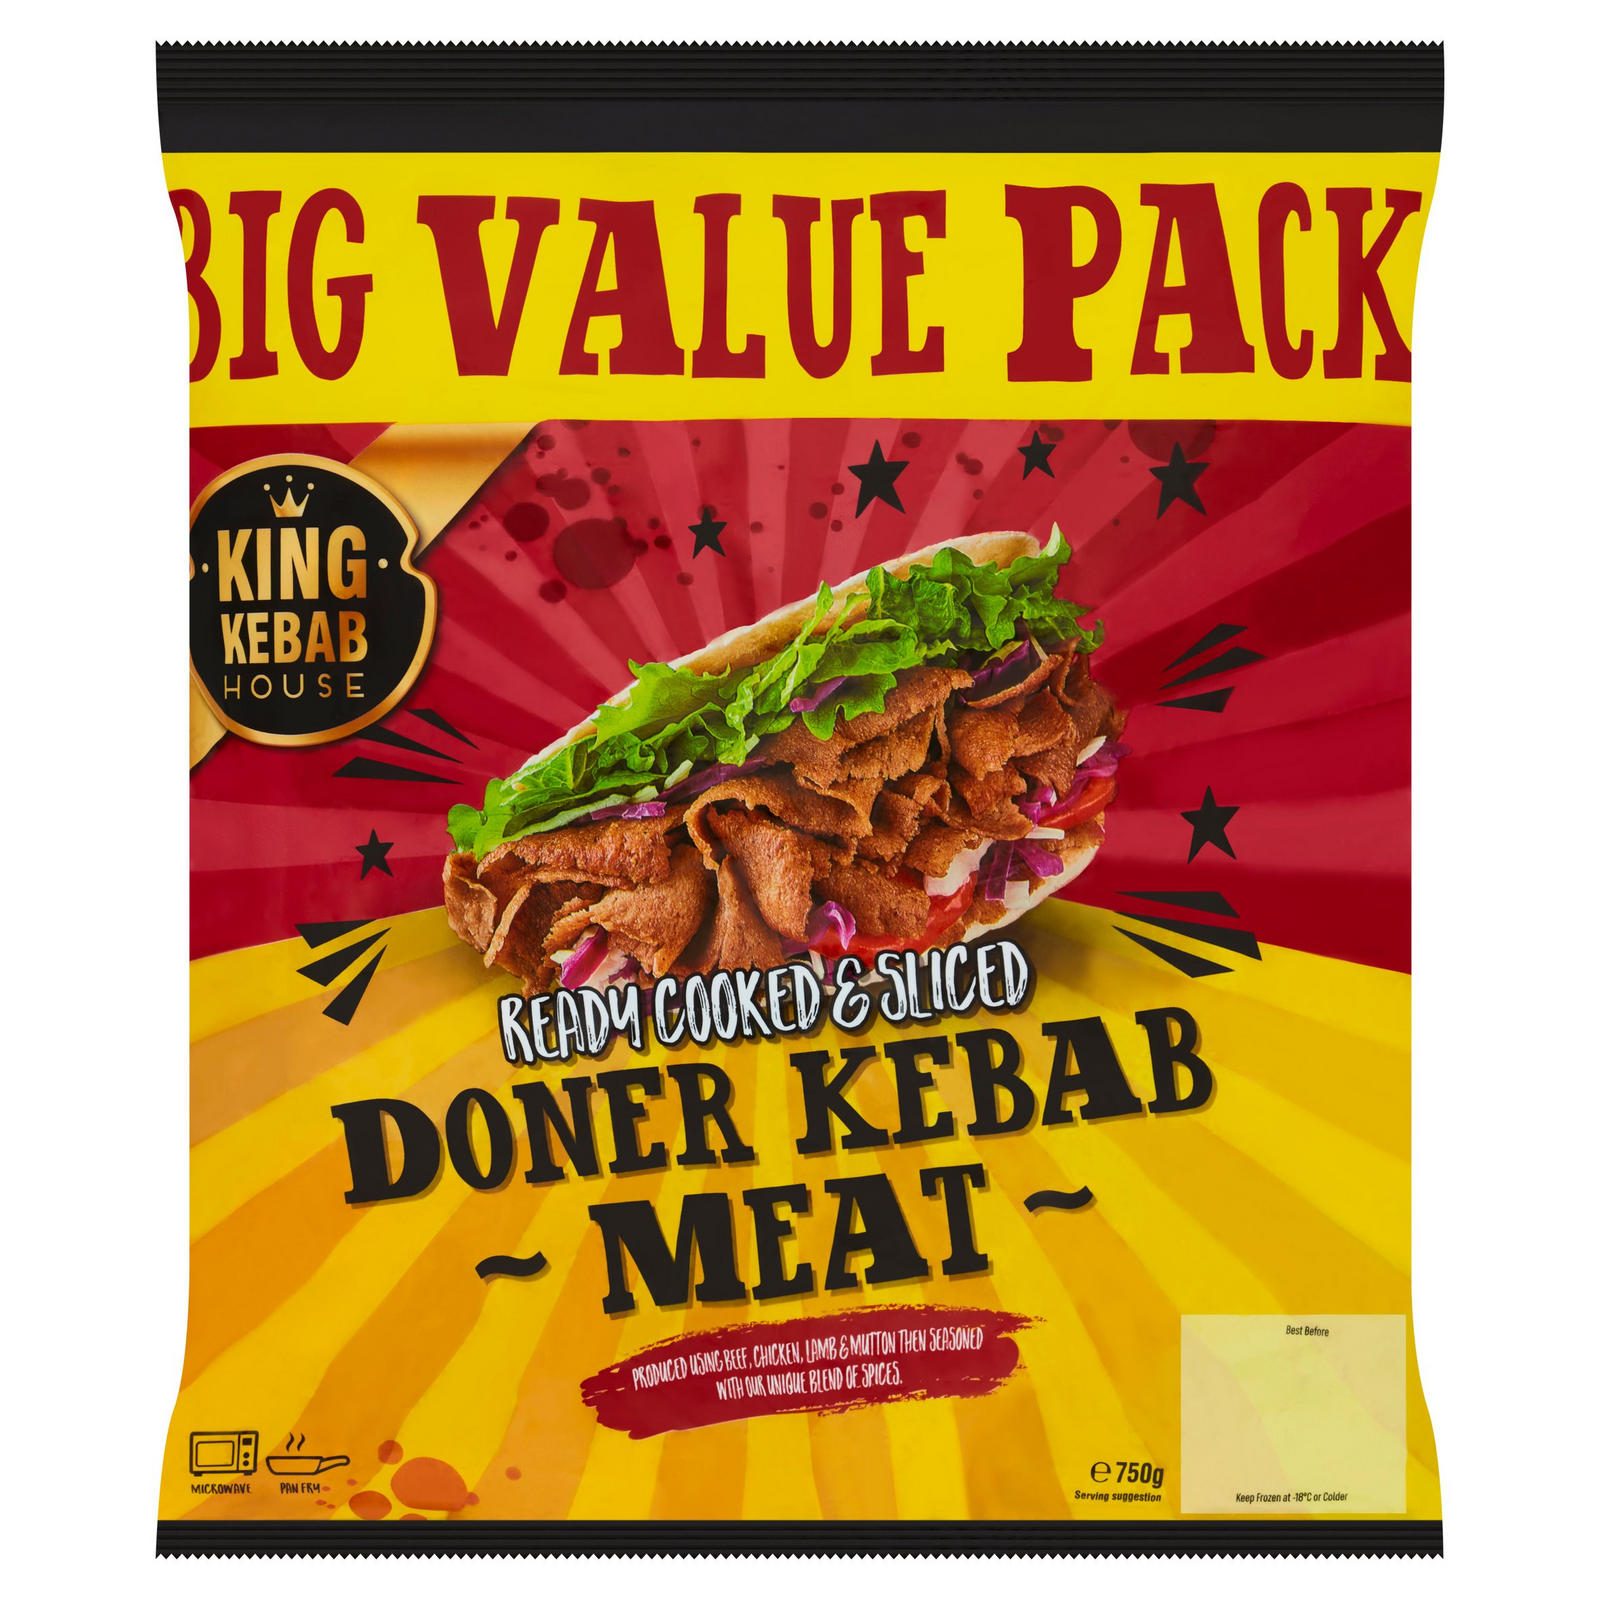 BIG VALUE PACK
KING
KEBAB
HOUSE
READY COOKED & SLICED
DONER KEBAB
~ MEAT ~
PRODUCED USING BEEF, CHICKEN, LAMB & MUTTON THEN SEASONED
WITH OUR UNIQUE BLEND OF SPICES.
MICROWAVE
PAN FRY
℮ 750g
Serving suggestion
Best Before
Keep Frozen at -18°C or Colder